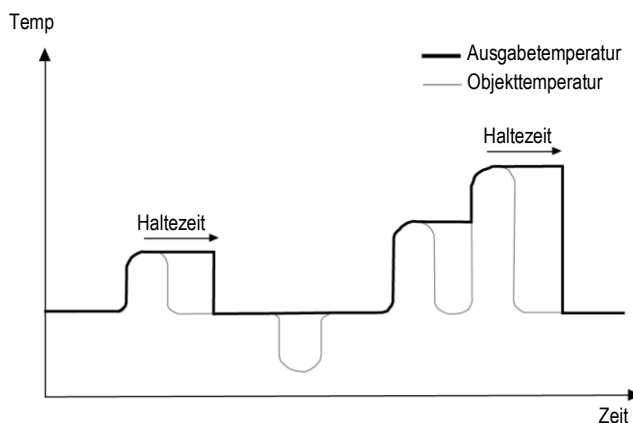 Temp
Ausgabetemperatur
Objekttemperatur
Haltezeit
Haltezeit
Zeit